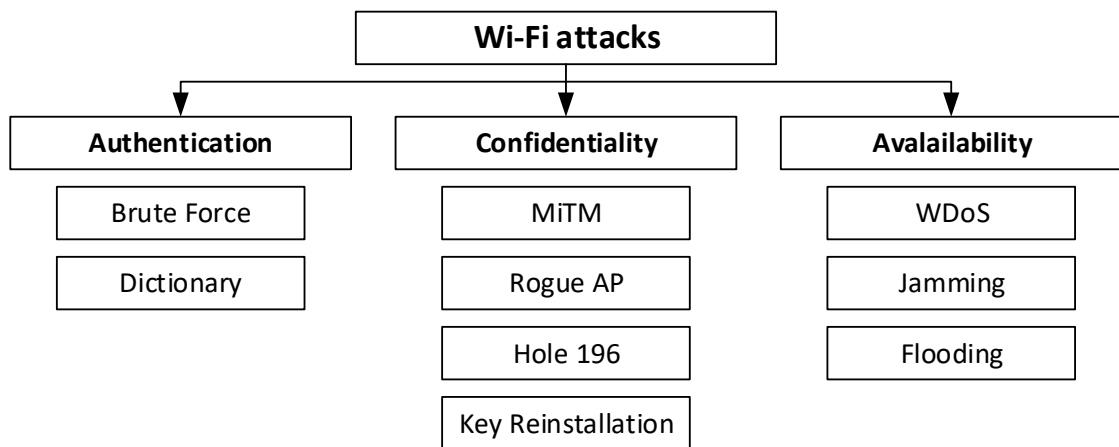 Wi-Fi attacks
Authentication
Confidentiality
Avalailability
Brute Force
MiTM
WDoS
Dictionary
Rogue AP
Jamming
Hole 196
Flooding
Key Reinstallation